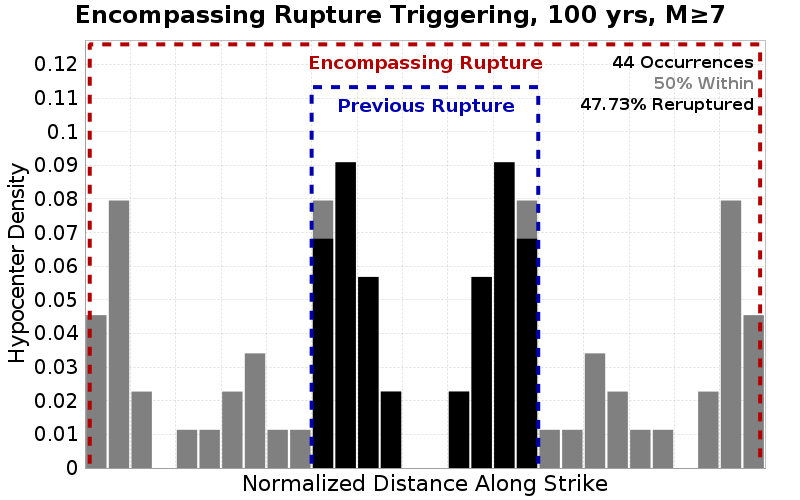 Encompassing Rupture Triggering, 100 yrs, M≥7
Encompassing Rupture
44 Occurrences
50% Within
Previous Rupture
47.73% Reruptured
Hypocenter Density
0.12
0.11
0.1
0.09
0.08
0.07
0.06
0.05
0.04
0.03
0.02
0.01
0
Normalized Distance Along Strike